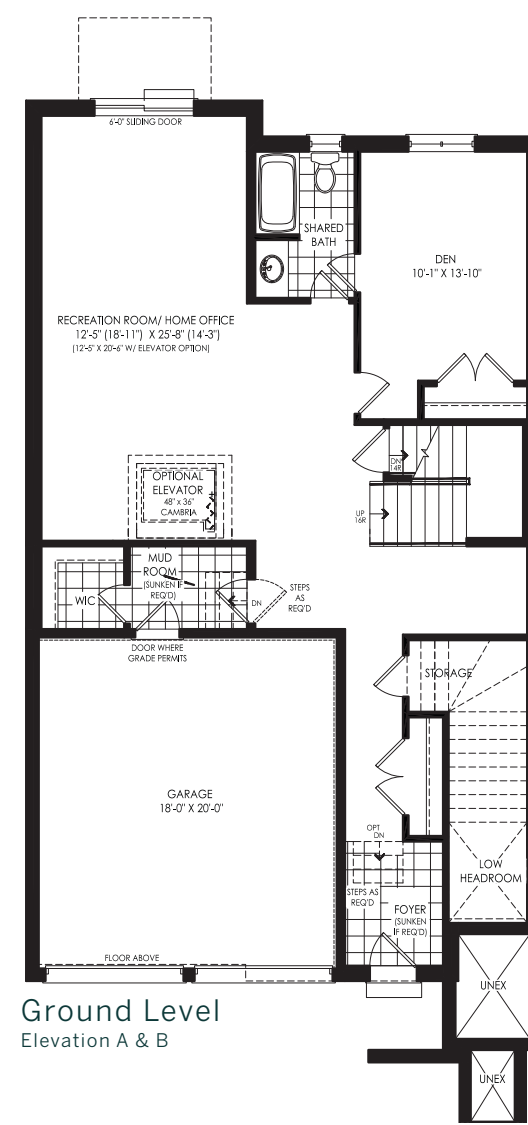 6'-0" SLIDING DOOR
SHARED
BATH
DEN
10'-1" X 13'-10"
RECREATION ROOM/ HOME OFFICE
12'-5" (18'-11") X 25'-8" (14'-3")
(12'-5" X 20'-6" W/ ELEVATOR OPTION)
DN
14R
OPTIONAL
ELEVATOR
48" x 36"
CAMBRIA
UP
16R
MUD
ROOM
(SUNKEN IF
REQ'D)
WIC
DN
STEPS
AS
REQ'D
DOOR WHERE
GRADE PERMITS
STORAGE
GARAGE
18'-0" X 20'-0"
OPT
DN
LOW
HEADROOM
STEPS AS
REQ'D
FOYER
(SUNKEN
IF REQ'D)
FLOOR ABOVE
UNEX
Ground Level
Elevation A & B
UNEX